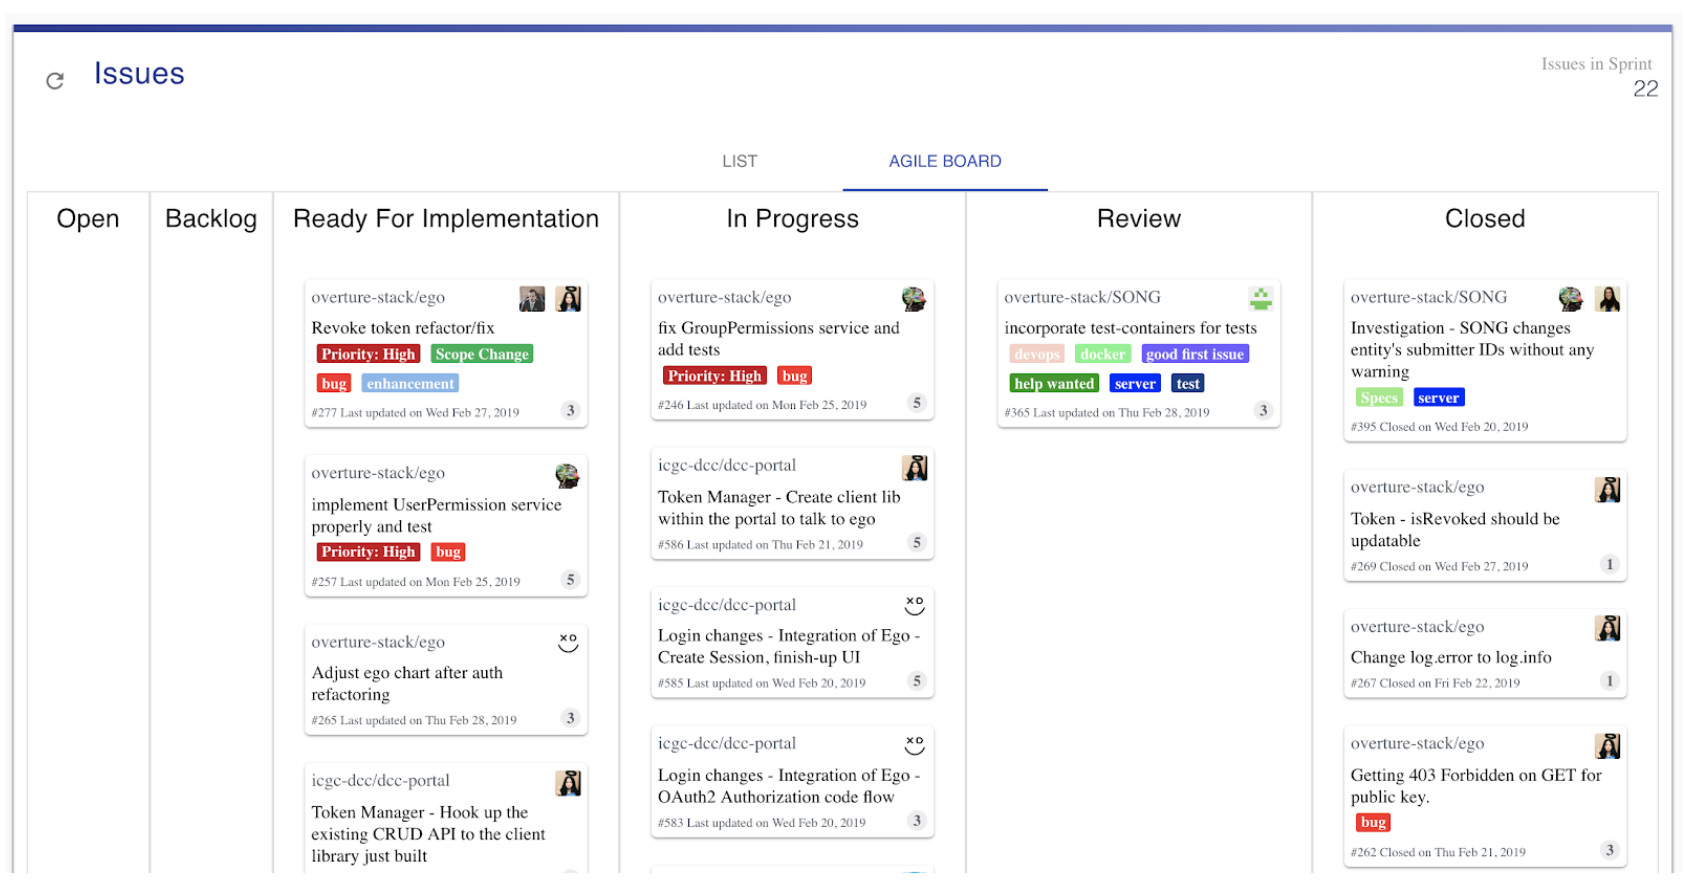 Issues
Issues in Sprint
22
LIST
AGILE BOARD
Open
Backlog
Ready For Implementation
In Progress
Review
Closed
overture-stack/ego
Revoke token refactor/fix
Priority: High Scope Change
bug enhancement
#277 Last updated on Wed Feb 27, 2019 3
overture-stack/ego
implement UserPermission service
properly and test
Priority: High bug
#257 Last updated on Mon Feb 25, 2019 5
overture-stack/ego
Adjust ego chart after auth
refactoring
#265 Last updated on Thu Feb 28, 2019 3
icgc-dcc/dcc-portal
Token Manager - Hook up the
existing CRUD API to the client
library just built
overture-stack/ego
fix GroupPermissions service and
add tests
Priority: High bug
#246 Last updated on Mon Feb 25, 2019 5
icgc-dcc/dcc-portal
Token Manager - Create client lib
within the portal to talk to ego
#586 Last updated on Thu Feb 21, 2019 5
icgc-dcc/dcc-portal
Login changes - Integration of Ego -
Create Session, finish-up UI
#585 Last updated on Wed Feb 20, 2019 5
icgc-dcc/dcc-portal
Login changes - Integration of Ego -
OAuth2 Authorization code flow
#583 Last updated on Wed Feb 20, 2019 3
overture-stack/SONG
incorporate test-containers for tests
devops docker good first issue
help wanted server test
#365 Last updated on Thu Feb 28, 2019 3
overture-stack/SONG
Investigation - SONG changes
entity's submitter IDs without any
warning
Specs server
#395 Closed on Wed Feb 20, 2019
overture-stack/ego
Token - isRevoked should be
updatable
#269 Closed on Wed Feb 27, 2019 1
overture-stack/ego
Change log.error to log.info
#267 Closed on Fri Feb 22, 2019 1
overture-stack/ego
Getting 403 Forbidden on GET for
public key.
bug
#262 Closed on Thu Feb 21, 2019 3